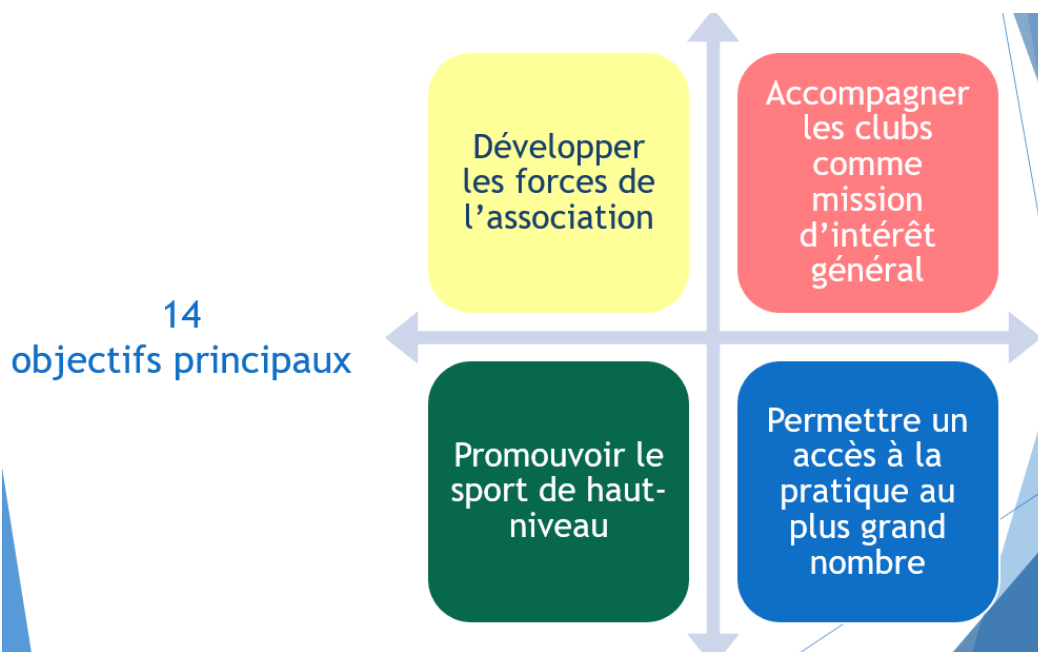 14
objectifs principaux
Développer
les forces de
l’association
Accompagner
les clubs
comme
mission
d’intérêt
général
Promouvoir le
sport de haut-
niveau
Permettre un
accès à la
pratique au
plus grand
nombre